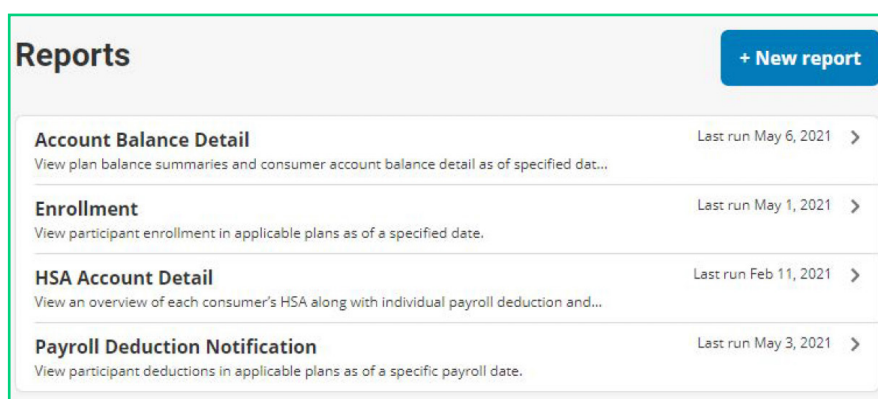 Reports
+ New report
Account Balance Detail
Last run May 6, 2021
View plan balance summaries and consumer account balance detail as of specified dat...
Enrollment
Last run May 1, 2021
View participant enrollment in applicable plans as of a specified date.
HSA Account Detail
Last run Feb 11, 2021
View an overview of each consumer's HSA along with individual payroll deduction and...
Payroll Deduction Notification
Last run May 3, 2021
View participant deductions in applicable plans as of a specific payroll date.